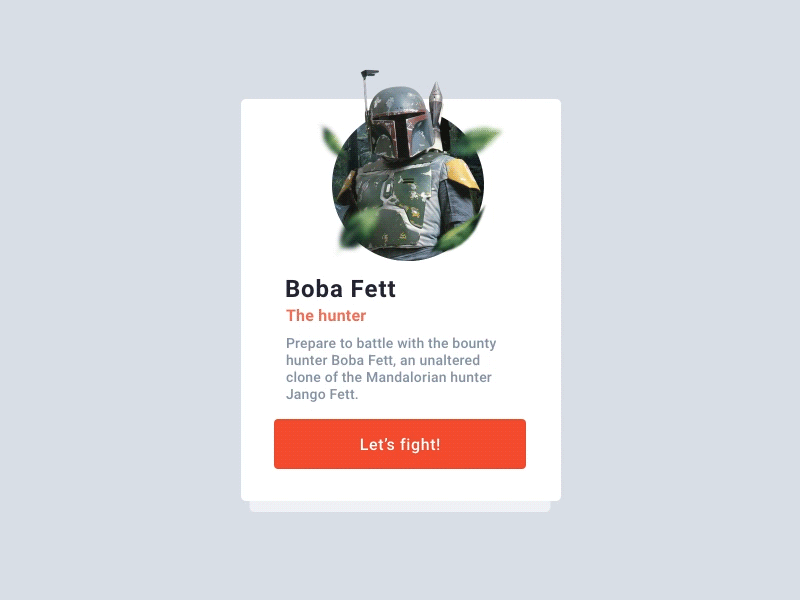 Boba Fett
The hunter
Prepare to battle with the bounty
hunter Boba Fett, an unaltered
clone of the Mandalorian hunter
Jango Fett.
Let’s fight!